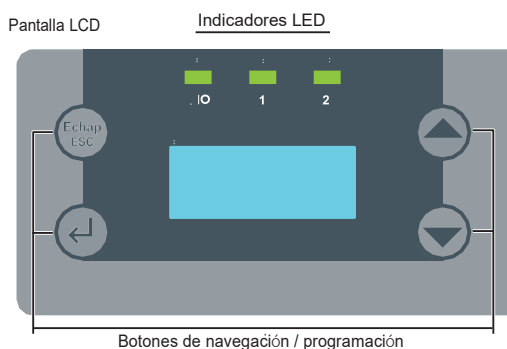 Pantalla LCD
Indicadores LED
. IO 1 2
Echap
ESC
Botones de navegación / programación